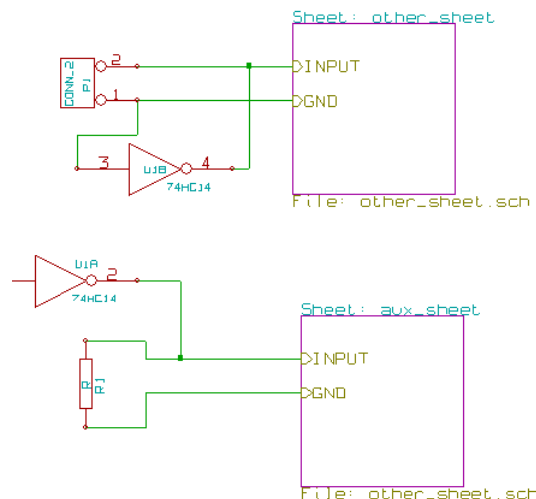 Sheet: other_sheet
CONN_2
P1
2
INPUT
1
GND
3
U1B
4
74HC14
File: other_sheet.sch
U1A
2
74HC14
Sheet: aux_sheet
INPUT
R
R1
GND
File: other_sheet.sch